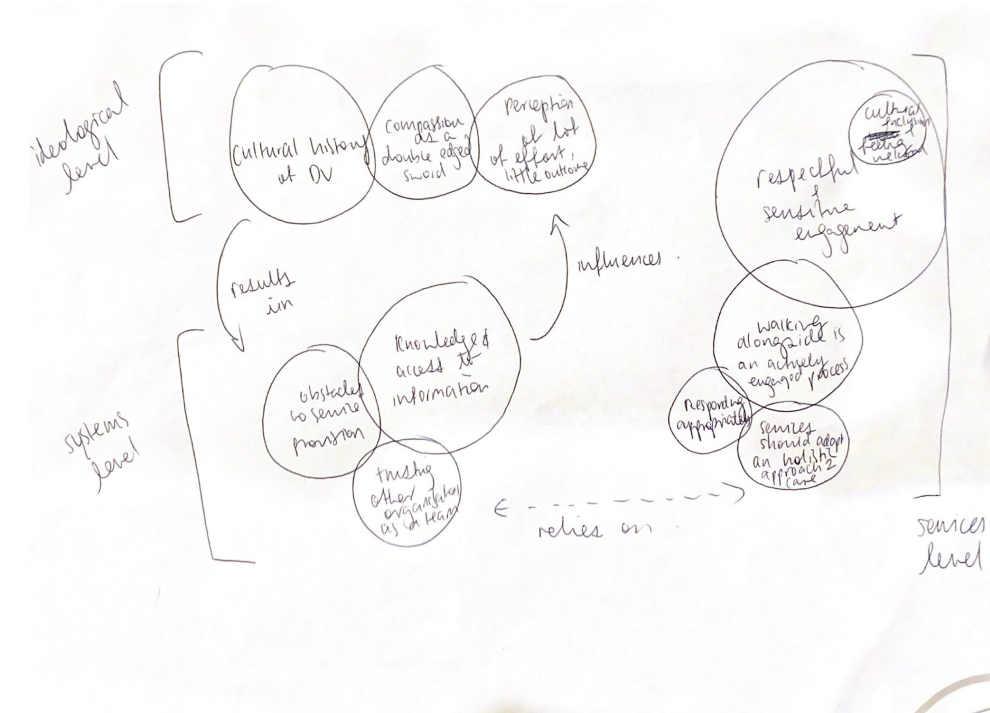 ideological
level
cultural history
of DV
compassion
as a
double edged
sword
perception
of lot
of effort,
little outcome
results
in
influences.
systems
level
obstacles
to service
provision
knowledge &
access to
information
trusting
other
organisations
as a team
relies on.
cultural
inclusion
&
feeling
welcomed
respectful
&
sensitive
engagement
walking
alongside is
an actively
engaged process
responding
appropriately
services
should adopt
an holistic
approach 2
care
services
level